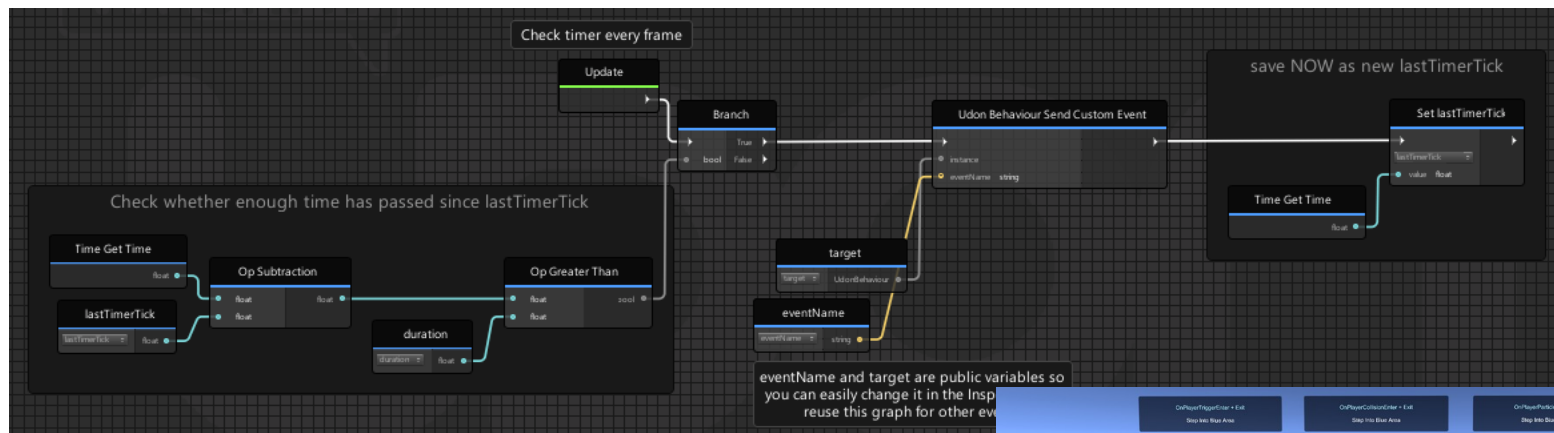 Check timer every frame
Update
Branch
True
bool False
Udon Behaviour Send Custom Event
instance
eventName string
save NOW as new lastTimerTick
Set lastTimerTick
lastTimerTick
value float
Time Get Time
float
Check whether enough time has passed since lastTimerTick
Time Get Time
float
Op Subtraction
float float
float
lastTimerTick
lastTimerTick float
Op Greater Than
float
float
duration
duration float
target
target UdonBehaviour
eventName
eventName string
eventName and target are public variables so
you can easily change it in the
reuse this graph for other
OnPlayerTriggerEnter + Exit
Step Into Blue Area
OnPlayerCollisionEnter + Exit
Step Into Blue Area
Step Into